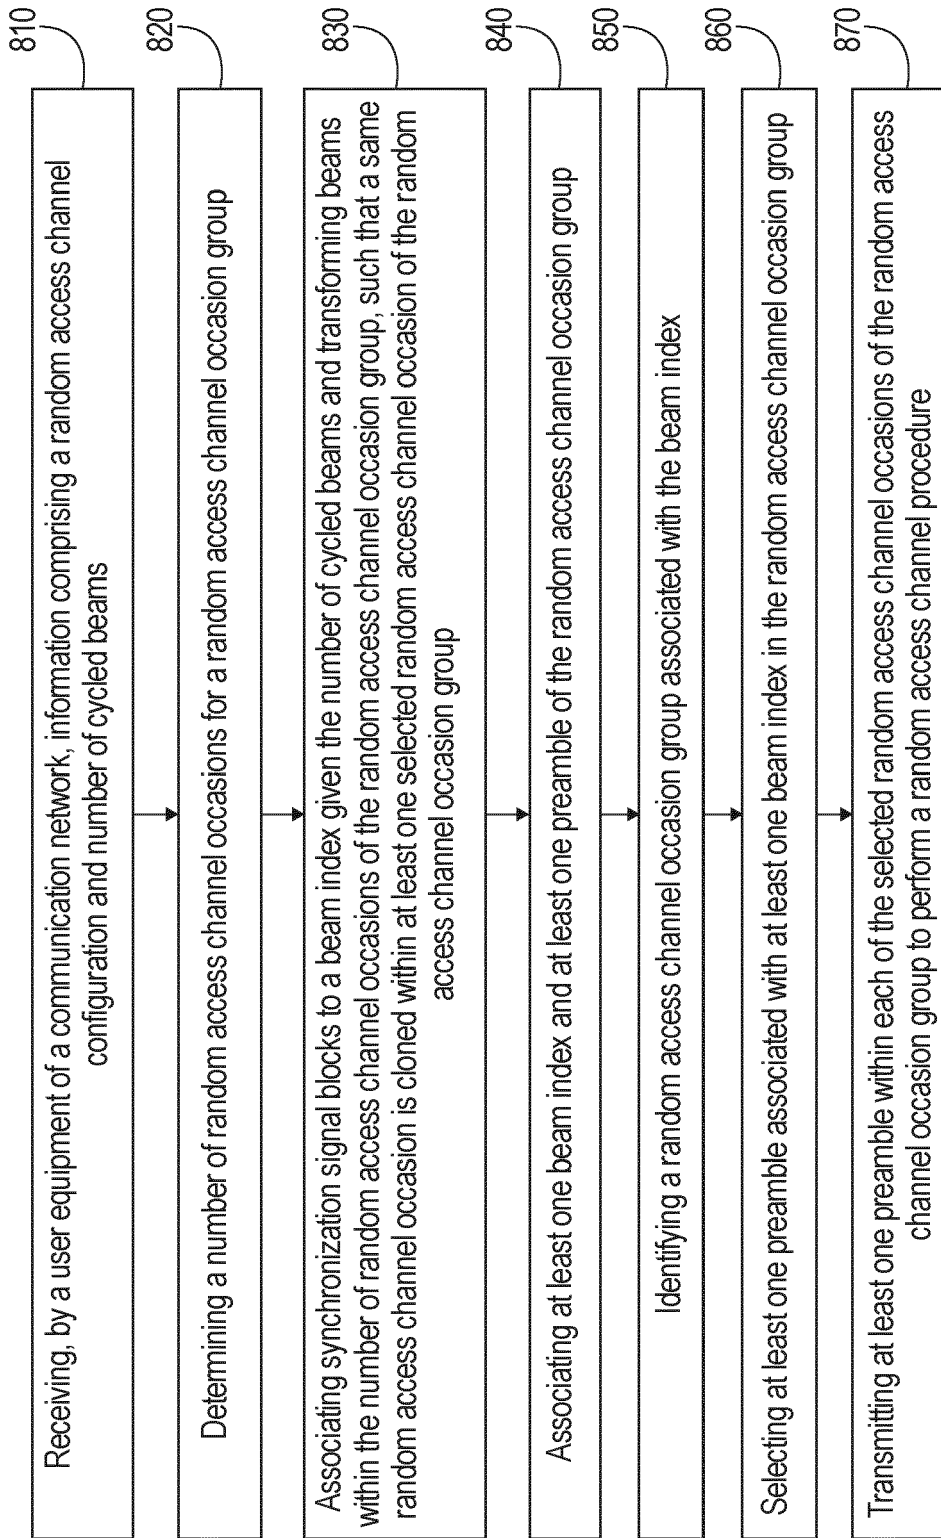 810
Receiving, by a user equipment of a communication network, information comprising a random access channel
configuration and number of cycled beams
820
Determining a number of random access channel occasions for a random access channel occasion group
830
Associating synchronization signal blocks to a beam index given the number of cycled beams and transforming beams
within the number of random access channel occasions of the random access channel occasion group, such that a same
random access channel occasion is cloned within at least one selected random access channel occasion of the random
access channel occasion group
840
Associating at least one beam index and at least one preamble of the random access channel occasion group
850
Identifying a random access channel occasion group associated with the beam index
860
Selecting at least one preamble associated with at least one beam index in the random access channel occasion group
870
Transmitting at least one preamble within each of the selected random access channel occasions of the random access
channel occasion group to perform a random access channel procedure